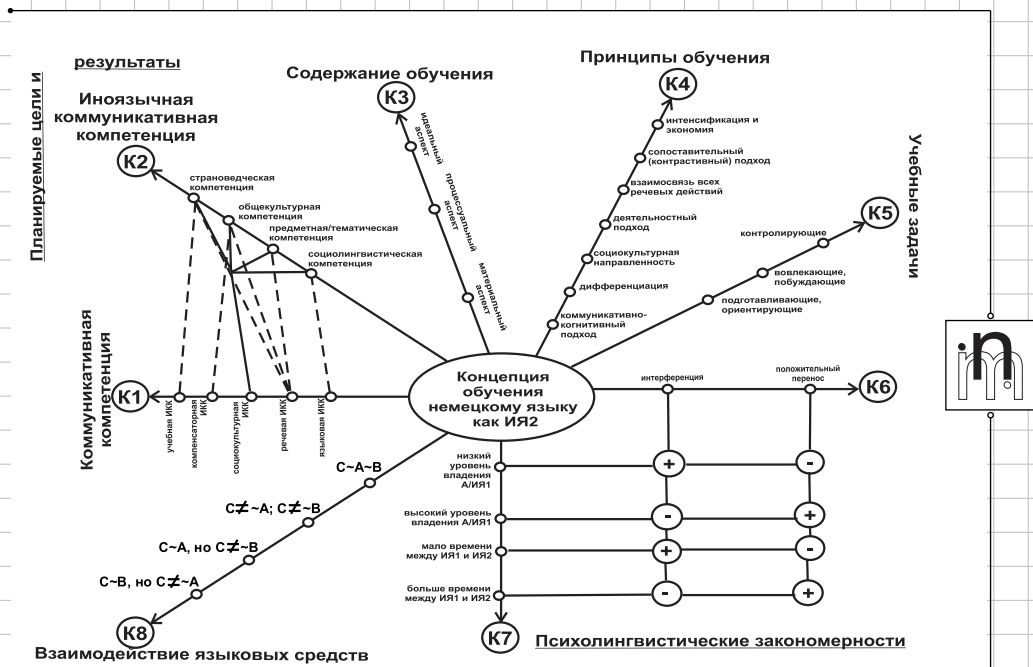 Планируемые цели и
результаты
Иноязычная
коммуникативная
компетенция
К2
страноведческая
компетенция
общекультурная
компетенция
предметная/тематическая
компетенция
социолингвистическая
компетенция
Содержание обучения
К3
идеальный
аспект
процессуальный
аспект
материальный
аспект
Принципы обучения
К4
интенсификация и
экономия
сопоставительный
(контрастивный) подход
взаимосвязь всех
речевых действий
деятельностный
подход
социокультурная
направленность
дифференциация
коммуникативно-
когнитивный
подход
Учебные задачи
К5
контролирующие
вовлекающие,
побуждающие
подготавливающие,
ориентирующие
Коммуникативная
компетенция
К1
учебная ИКК
компенсаторная
ИКК
социокультурная
ИКК
речевая ИКК
языковая ИКК
Концепция
обучения
немецкому языку
как ИЯ2
интерференция
положительный
перенос
К6
низкий
уровень
владения
А/ИЯ1
+
-
высокий уровень
владения А/ИЯ1
-
+
мало времени
между ИЯ1 и ИЯ2
+
-
больше времени
между ИЯ1 и ИЯ2
-
+
К7
Психолингвистические закономерности
С~А~В
С≠~А; С≠~В
С~А, но С≠~В
С~В, но С≠~А
К8
Взаимодействие языковых средств
inm